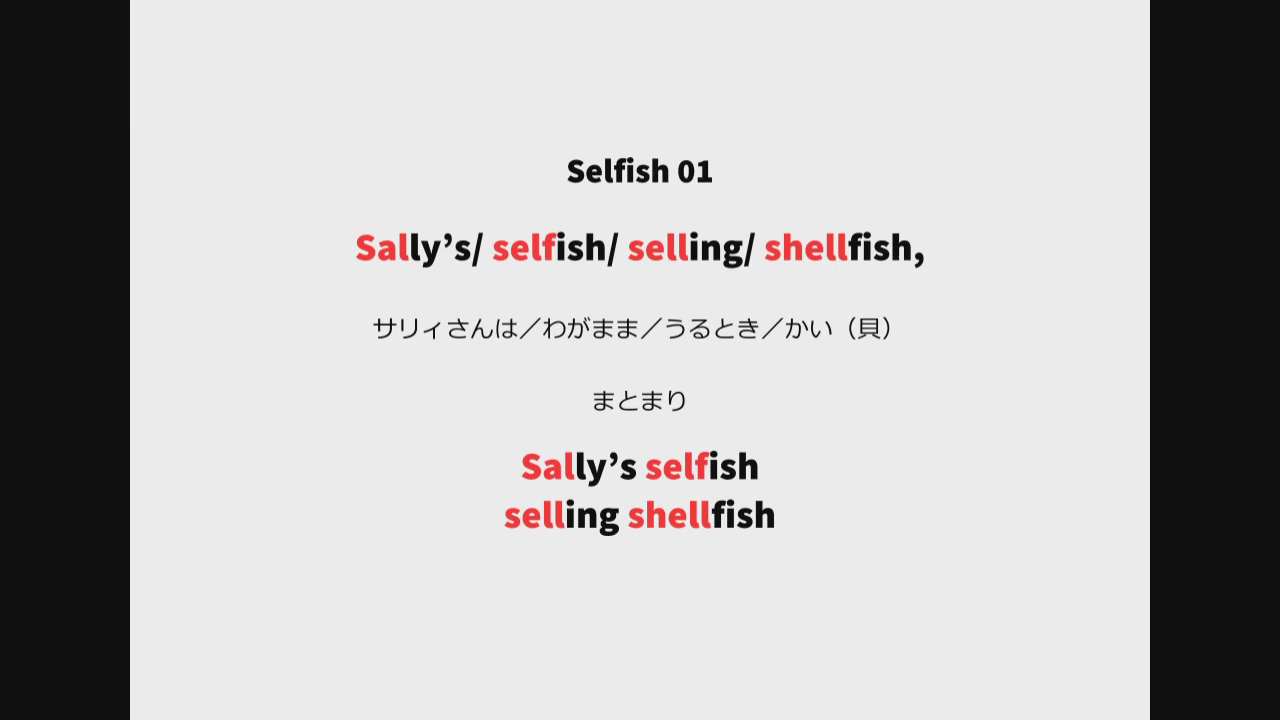 Selfish 01
Sally’s/ selfish/ selling/ shellfish,
サリィさんは／わがまま／うるとき／かい（貝）
まとまり
Sally’s selfish
selling shellfish